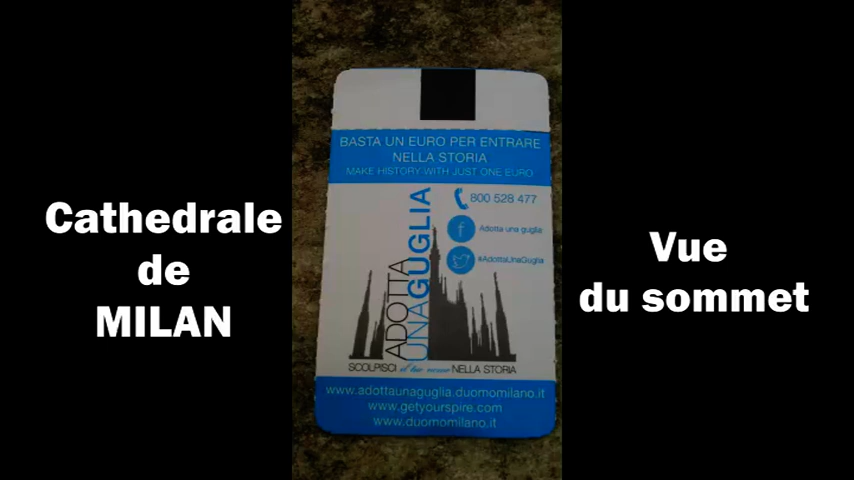 Cathedrale
de
MILAN
BASTA UN EURO PER ENTRARE
NELLA STORIA
MAKE HISTORY WITH JUST ONE EURO
800 528 477
f
Adotta una guglia
#AdottaUnaGuglia
ADOTTA
UNAGUGLIA
SCOLPISCI il tuo nome NELLA STORIA
www.adottaunaguglia.duomomilano.it
www.getyourspire.com
www.duomomilano.it
Vue
du sommet